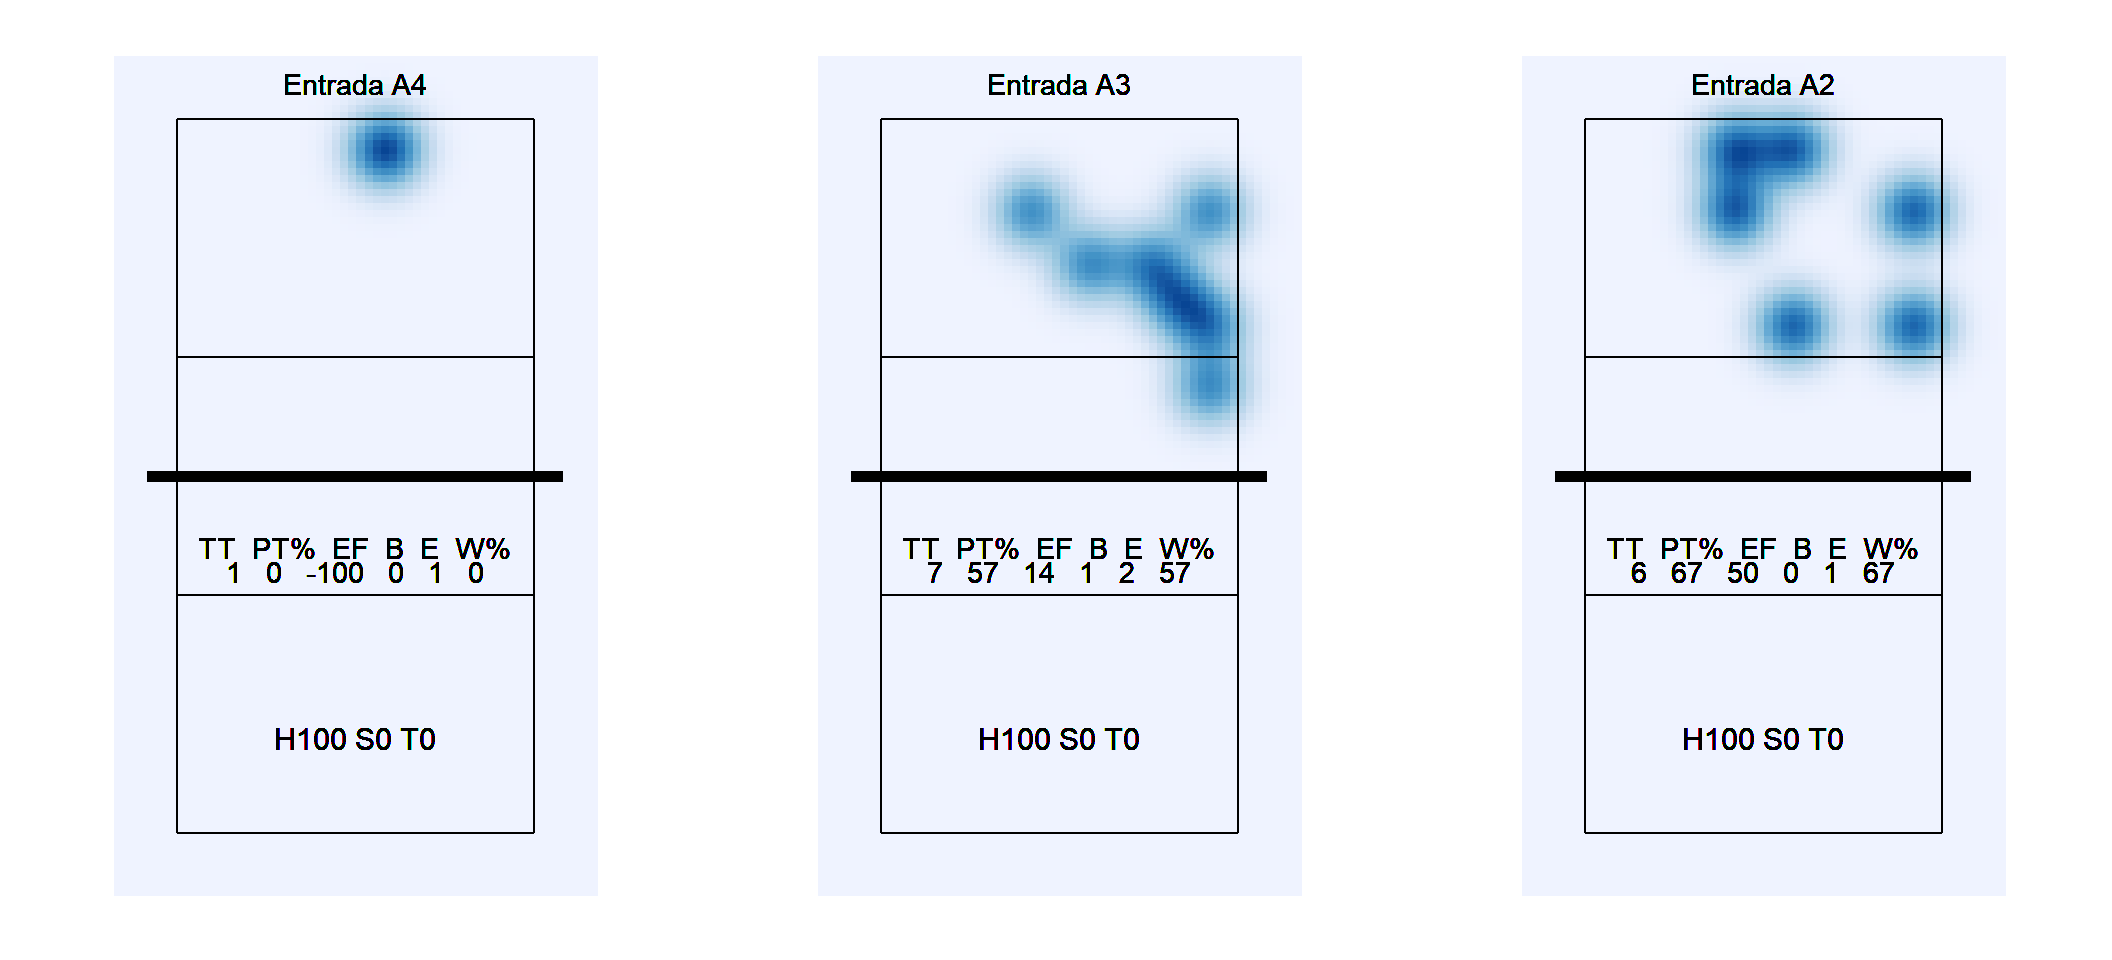 Entrada A4
TT PT% EF B E W%
1 0 -100 0 1 0
H100 S0 T0
Entrada A3
TT PT% EF B E W%
7 57 14 1 2 57
H100 S0 T0
Entrada A2
TT PT% EF B E W%
6 67 50 0 1 67
H100 S0 T0